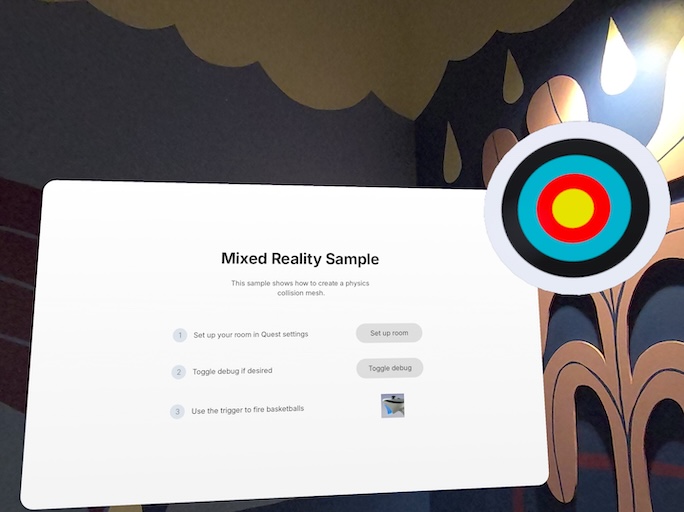 Mixed Reality Sample
This sample shows how to create a physics
collision mesh.
1 Set up your room in Quest settings Set up room
2 Toggle debug if desired Toggle debug
3 Use the trigger to fire basketballs